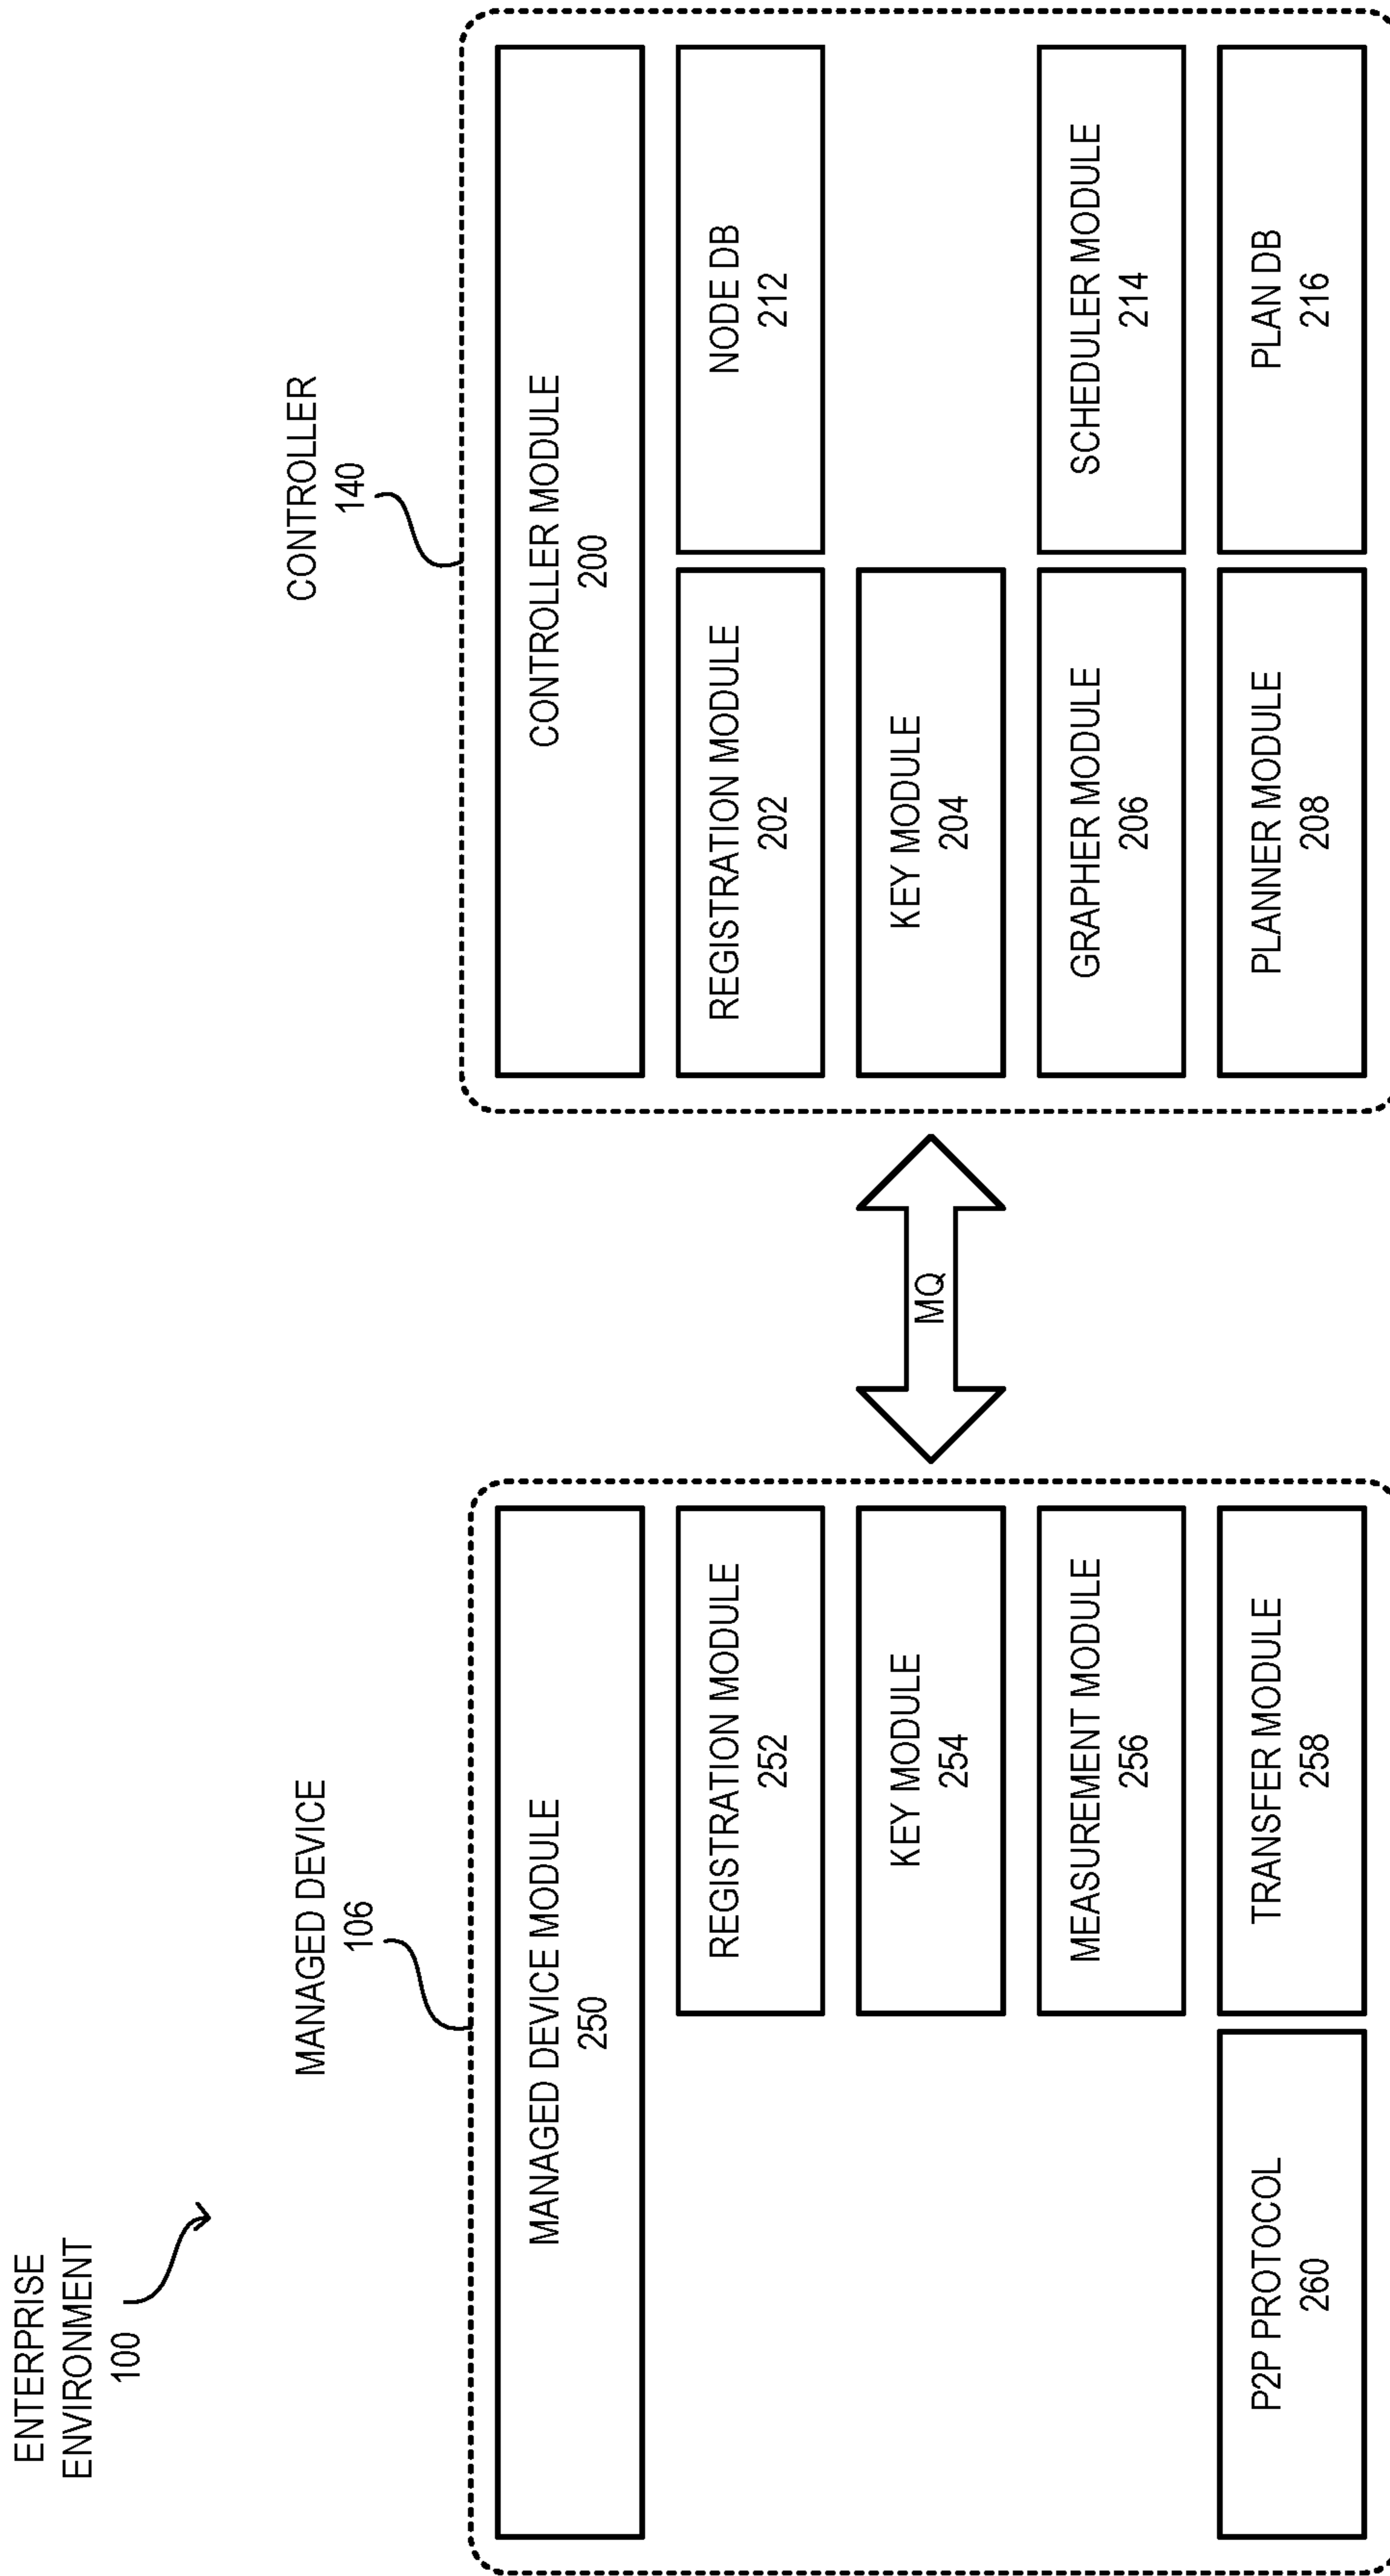 ENTERPRISE
ENVIRONMENT
100
MANAGED DEVICE
106
MANAGED DEVICE MODULE
250
REGISTRATION MODULE
252
KEY MODULE
254
MEASUREMENT MODULE
256
P2P PROTOCOL
260
TRANSFER MODULE
258
MQ
CONTROLLER
140
CONTROLLER MODULE
200
REGISTRATION MODULE
202
NODE DB
212
KEY MODULE
204
GRAPHER MODULE
206
SCHEDULER MODULE
214
PLANNER MODULE
208
PLAN DB
216